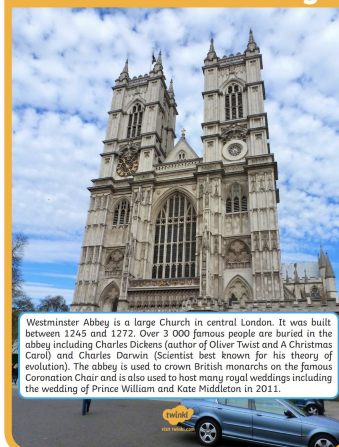 Westminster Abbey is a large Church in central London. It was built
between 1245 and 1272. Over 3 000 famous people are buried in the
abbey including Charles Dickens (author of Oliver Twist and A Christmas
Carol) and Charles Darwin (Scientist best known for his theory of
evolution). The abbey is used to crown British monarchs on the famous
Coronation Chair and is also used to host many royal weddings including
the wedding of Prince William and Kate Middleton in 2011.
twinkl
visit twinkl.com